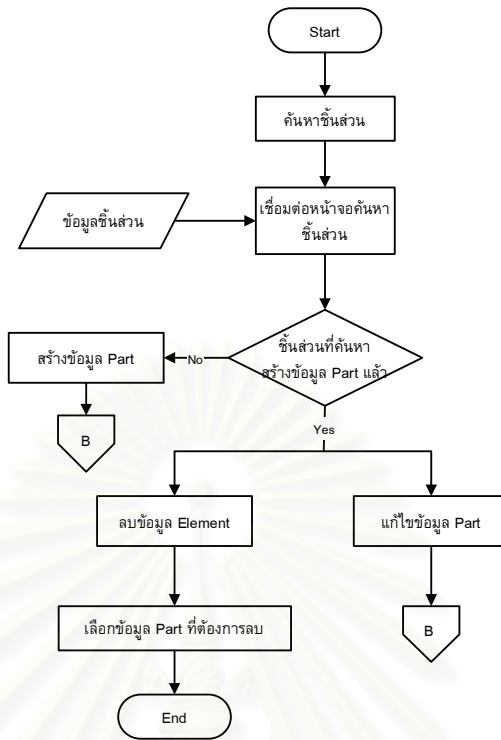 Start
ค้นหาชิ้นส่วน
เชื่อมต่อหน้าจอค้นหา
ชิ้นส่วน
ข้อมูลชิ้นส่วน
ชิ้นส่วนที่ค้นหา
สร้างข้อมูล Part แล้ว
No
สร้างข้อมูล Part
B
Yes
ลบข้อมูล Element
แก้ไขข้อมูล Part
เลือกข้อมูล Part ที่ต้องการลบ
B
End